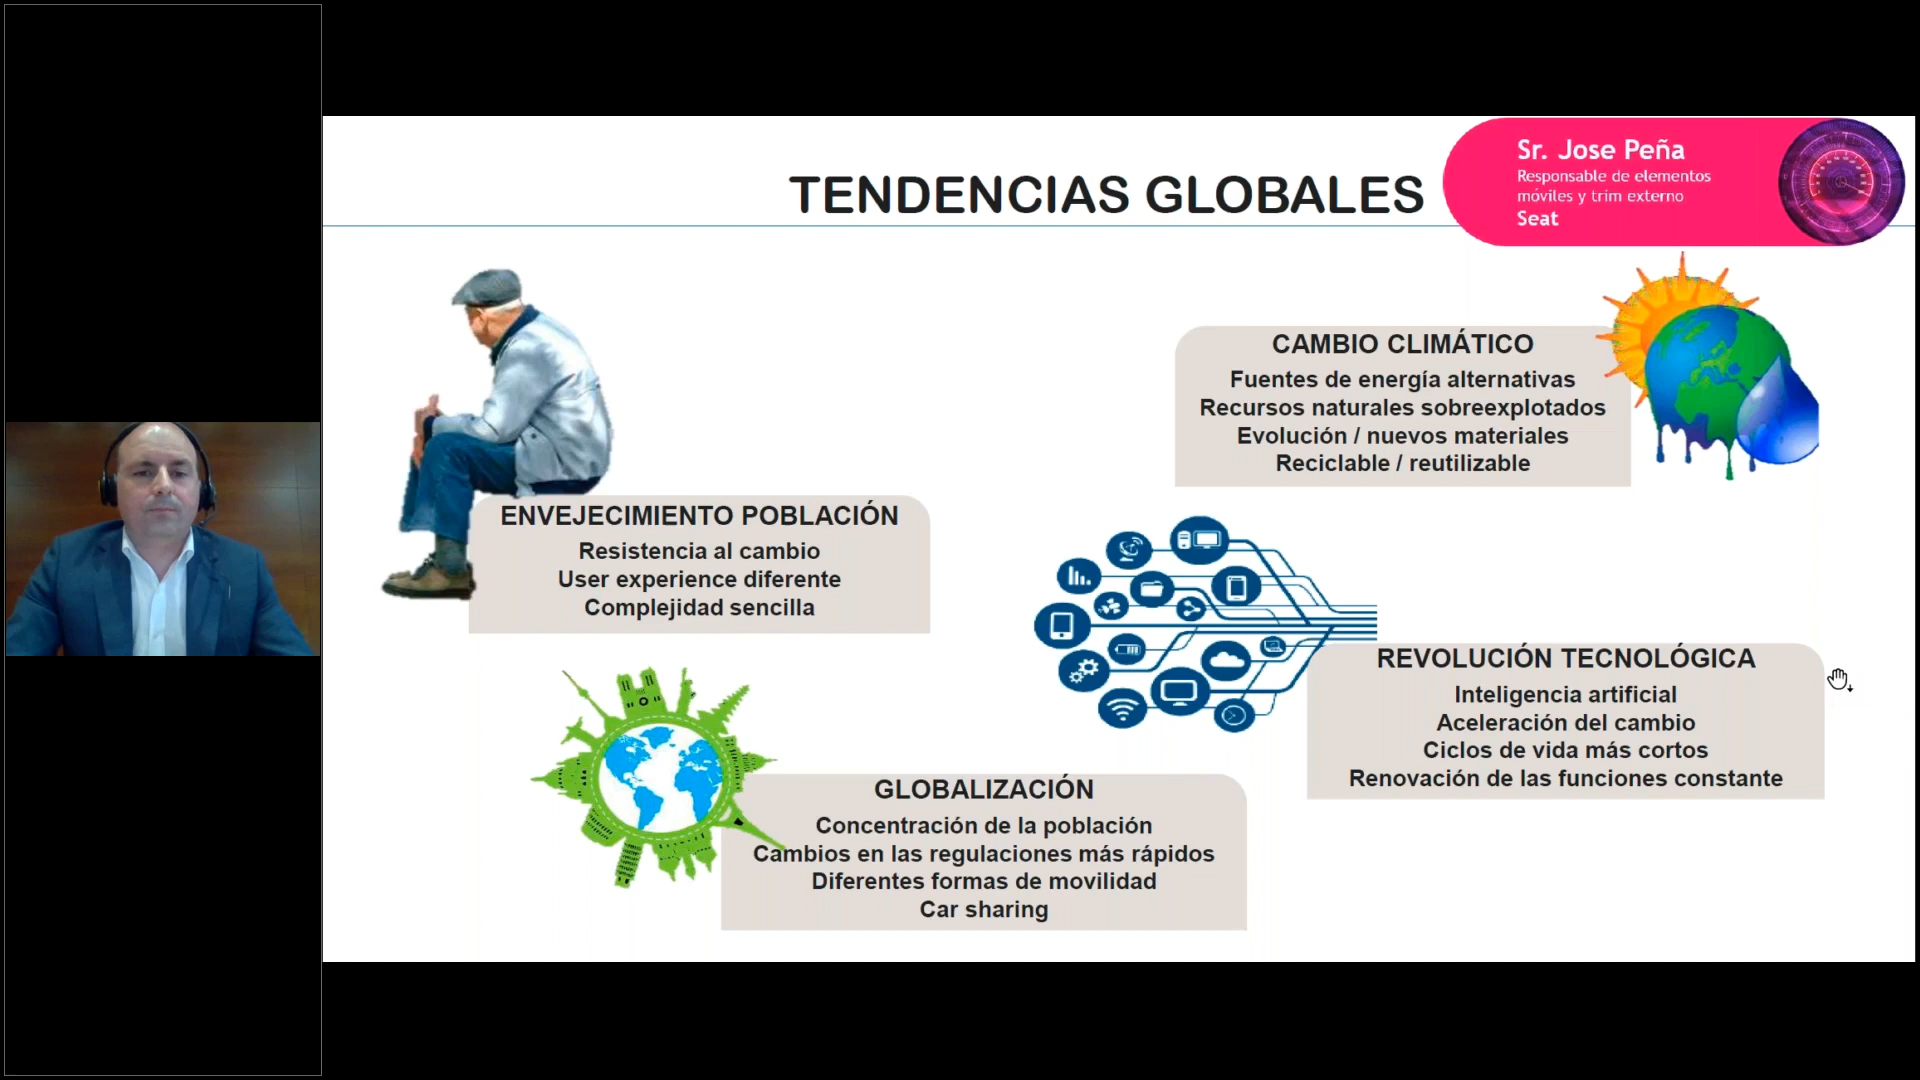 TENDENCIAS GLOBALES
Sr. Jose Peña
Responsable de elementos
móviles y trim externo
Seat
CAMBIO CLIMÁTICO
Fuentes de energía alternativas
Recursos naturales sobreexplotados
Evolución / nuevos materiales
Reciclable / reutilizable
ENVEJECIMIENTO POBLACIÓN
Resistencia al cambio
User experience diferente
Complejidad sencilla
REVOLUCIÓN TECNOLÓGICA
Inteligencia artificial
Aceleración del cambio
Ciclos de vida más cortos
Renovación de las funciones constante
GLOBALIZACIÓN
Concentración de la población
Cambios en las regulaciones más rápidos
Diferentes formas de movilidad
Car sharing